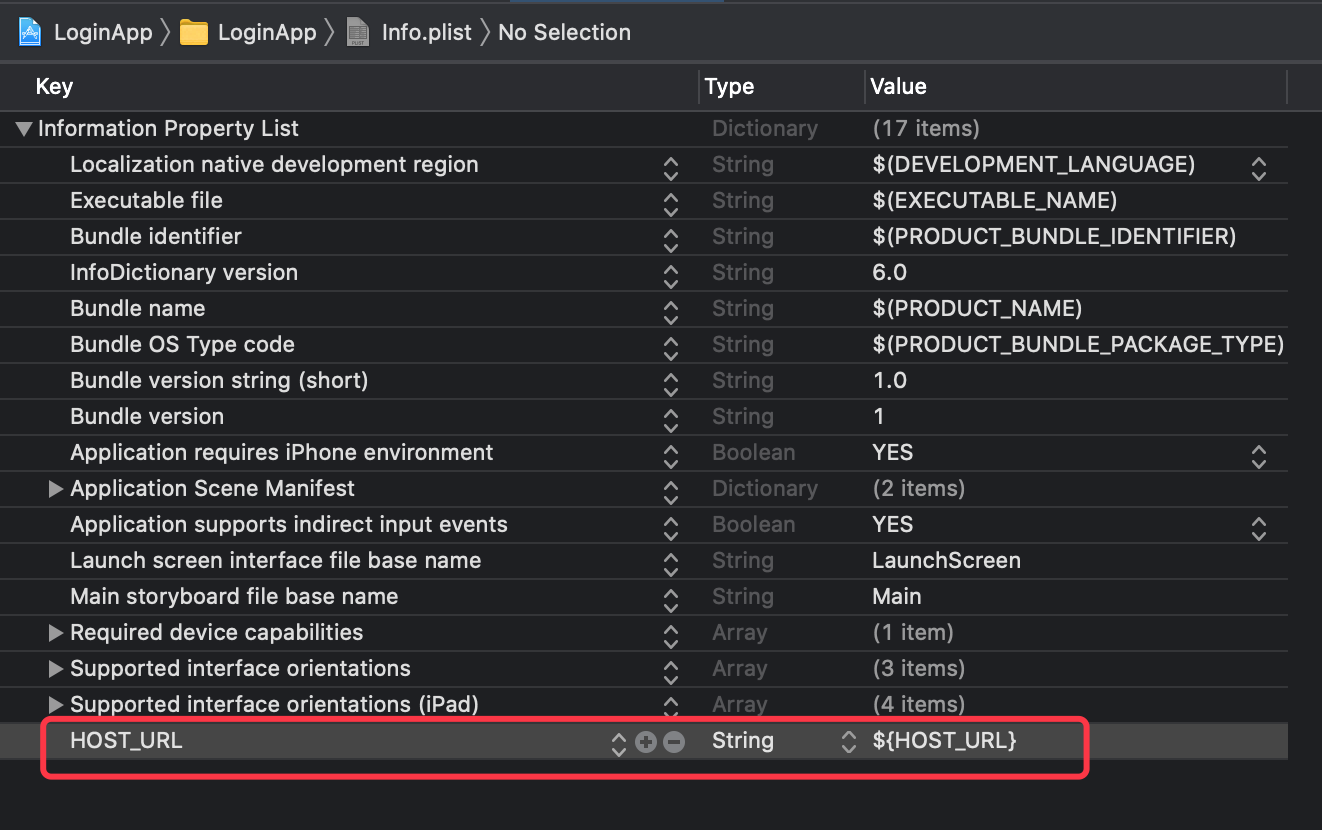 LoginApp LoginApp Info.plist No Selection
Key Type Value
Information Property List Dictionary (17 items)
Localization native development region String $(DEVELOPMENT_LANGUAGE)
Executable file String $(EXECUTABLE_NAME)
Bundle identifier String $(PRODUCT_BUNDLE_IDENTIFIER)
InfoDictionary version String 6.0
Bundle name String $(PRODUCT_NAME)
Bundle OS Type code String $(PRODUCT_BUNDLE_PACKAGE_TYPE)
Bundle version string (short) String 1.0
Bundle version String 1
Application requires iPhone environment Boolean YES
Application Scene Manifest Dictionary (2 items)
Application supports indirect input events Boolean YES
Launch screen interface file base name String LaunchScreen
Main storyboard file base name String Main
Required device capabilities Array (1 item)
Supported interface orientations Array (3 items)
Supported interface orientations (iPad) Array (4 items)
HOST_URL String ${HOST_URL}